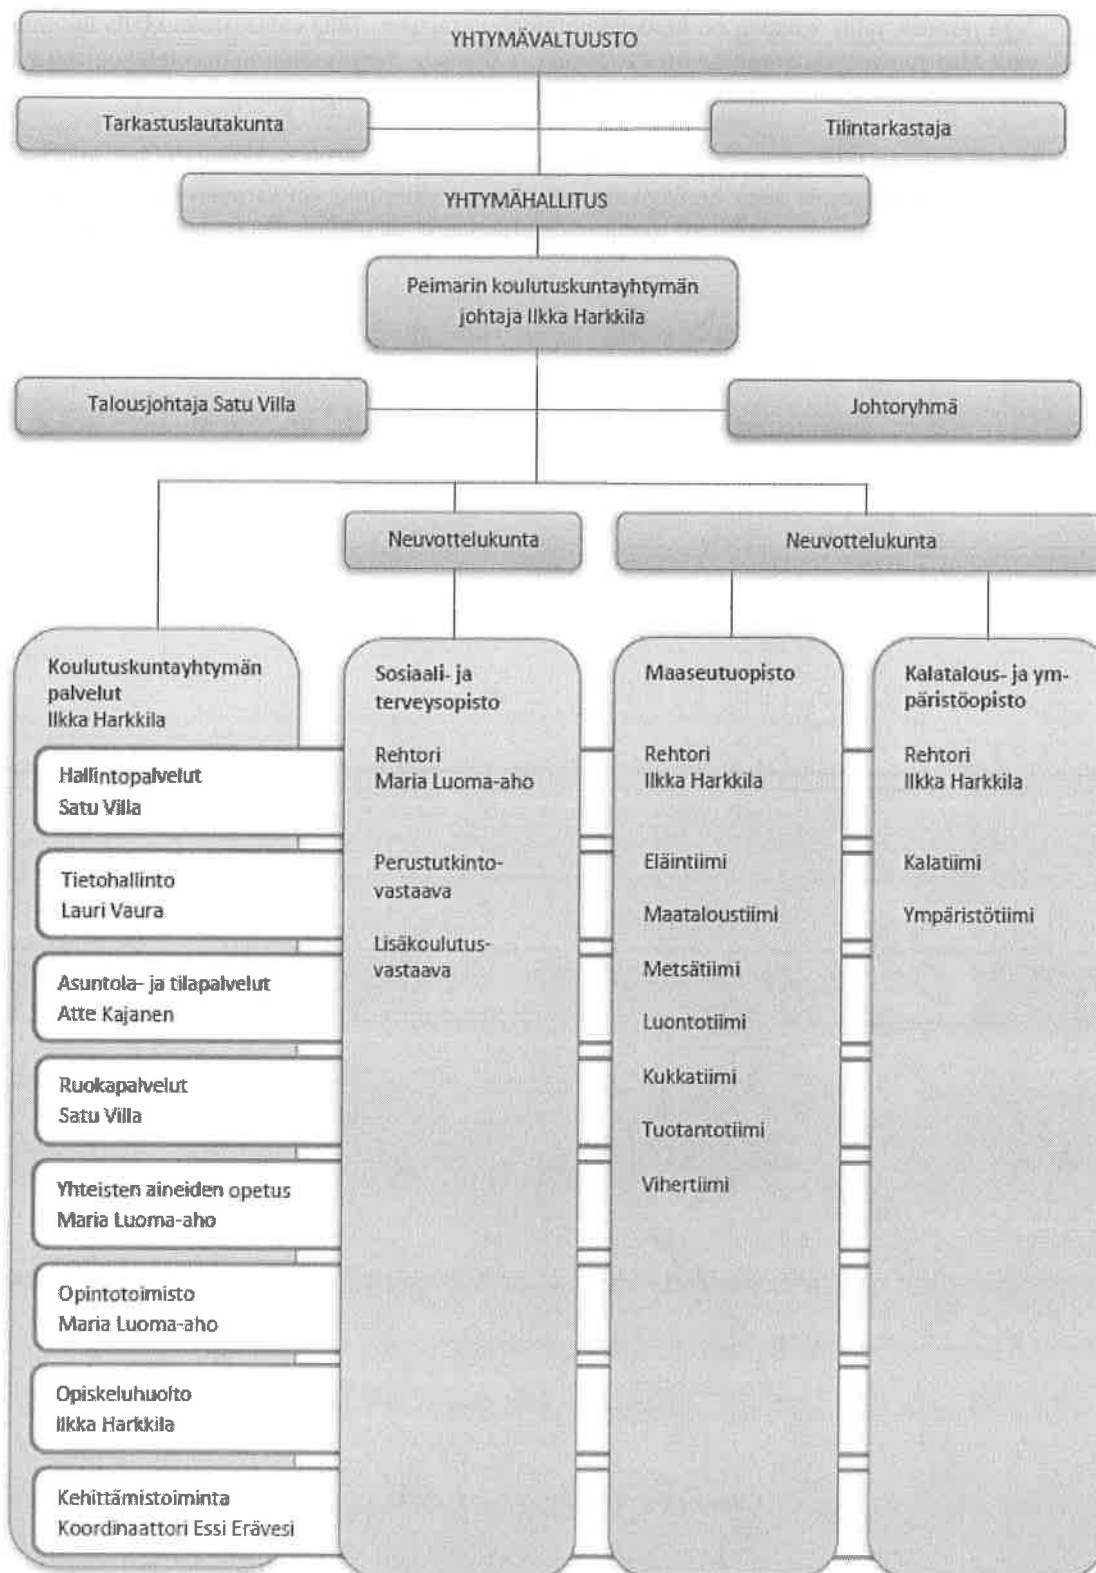 YHTYMÄVALTUUSTO
Tarkastuslautakunta
Tilintarkastaja
YHTYMÄHALLITUS
Peimarin koulutuskuntayhtymän
johtaja Ilkka Harkkila
Talousjohtaja Satu Villa
Johtoryhmä
Neuvottelukunta
Neuvottelukunta
Koulutuskuntayhtymän
palvelut
Ilkka Harkkila
Hallintopalvelut
Satu Villa
Tietohallinto
Lauri Vaura
Asuntola- ja tilapalvelut
Atte Kajanen
Ruokapalvelut
Satu Villa
Yhteisten aineiden opetus
Maria Luoma-aho
Opintotoimisto
Maria Luoma-aho
Opiskeluhuolto
Ilkka Harkkila
Kehittämistoiminta
Koordinaattori Essi Erävesi
Sosiaali- ja
terveysopisto
Rehtori
Maria Luoma-aho
Perustutkinto-
vastaava
Lisäkoulutus-
vastaava
Maaseutuopisto
Rehtori
Ilkka Harkkila
Eläintiimi
Maataloustiimi
Metsätiimi
Luontotiimi
Kukkatiimi
Tuotantotiimi
Vihertiimi
Kalatalous- ja ym-
päristöopisto
Rehtori
Ilkka Harkkila
Kalatiimi
Ympäristötiimi